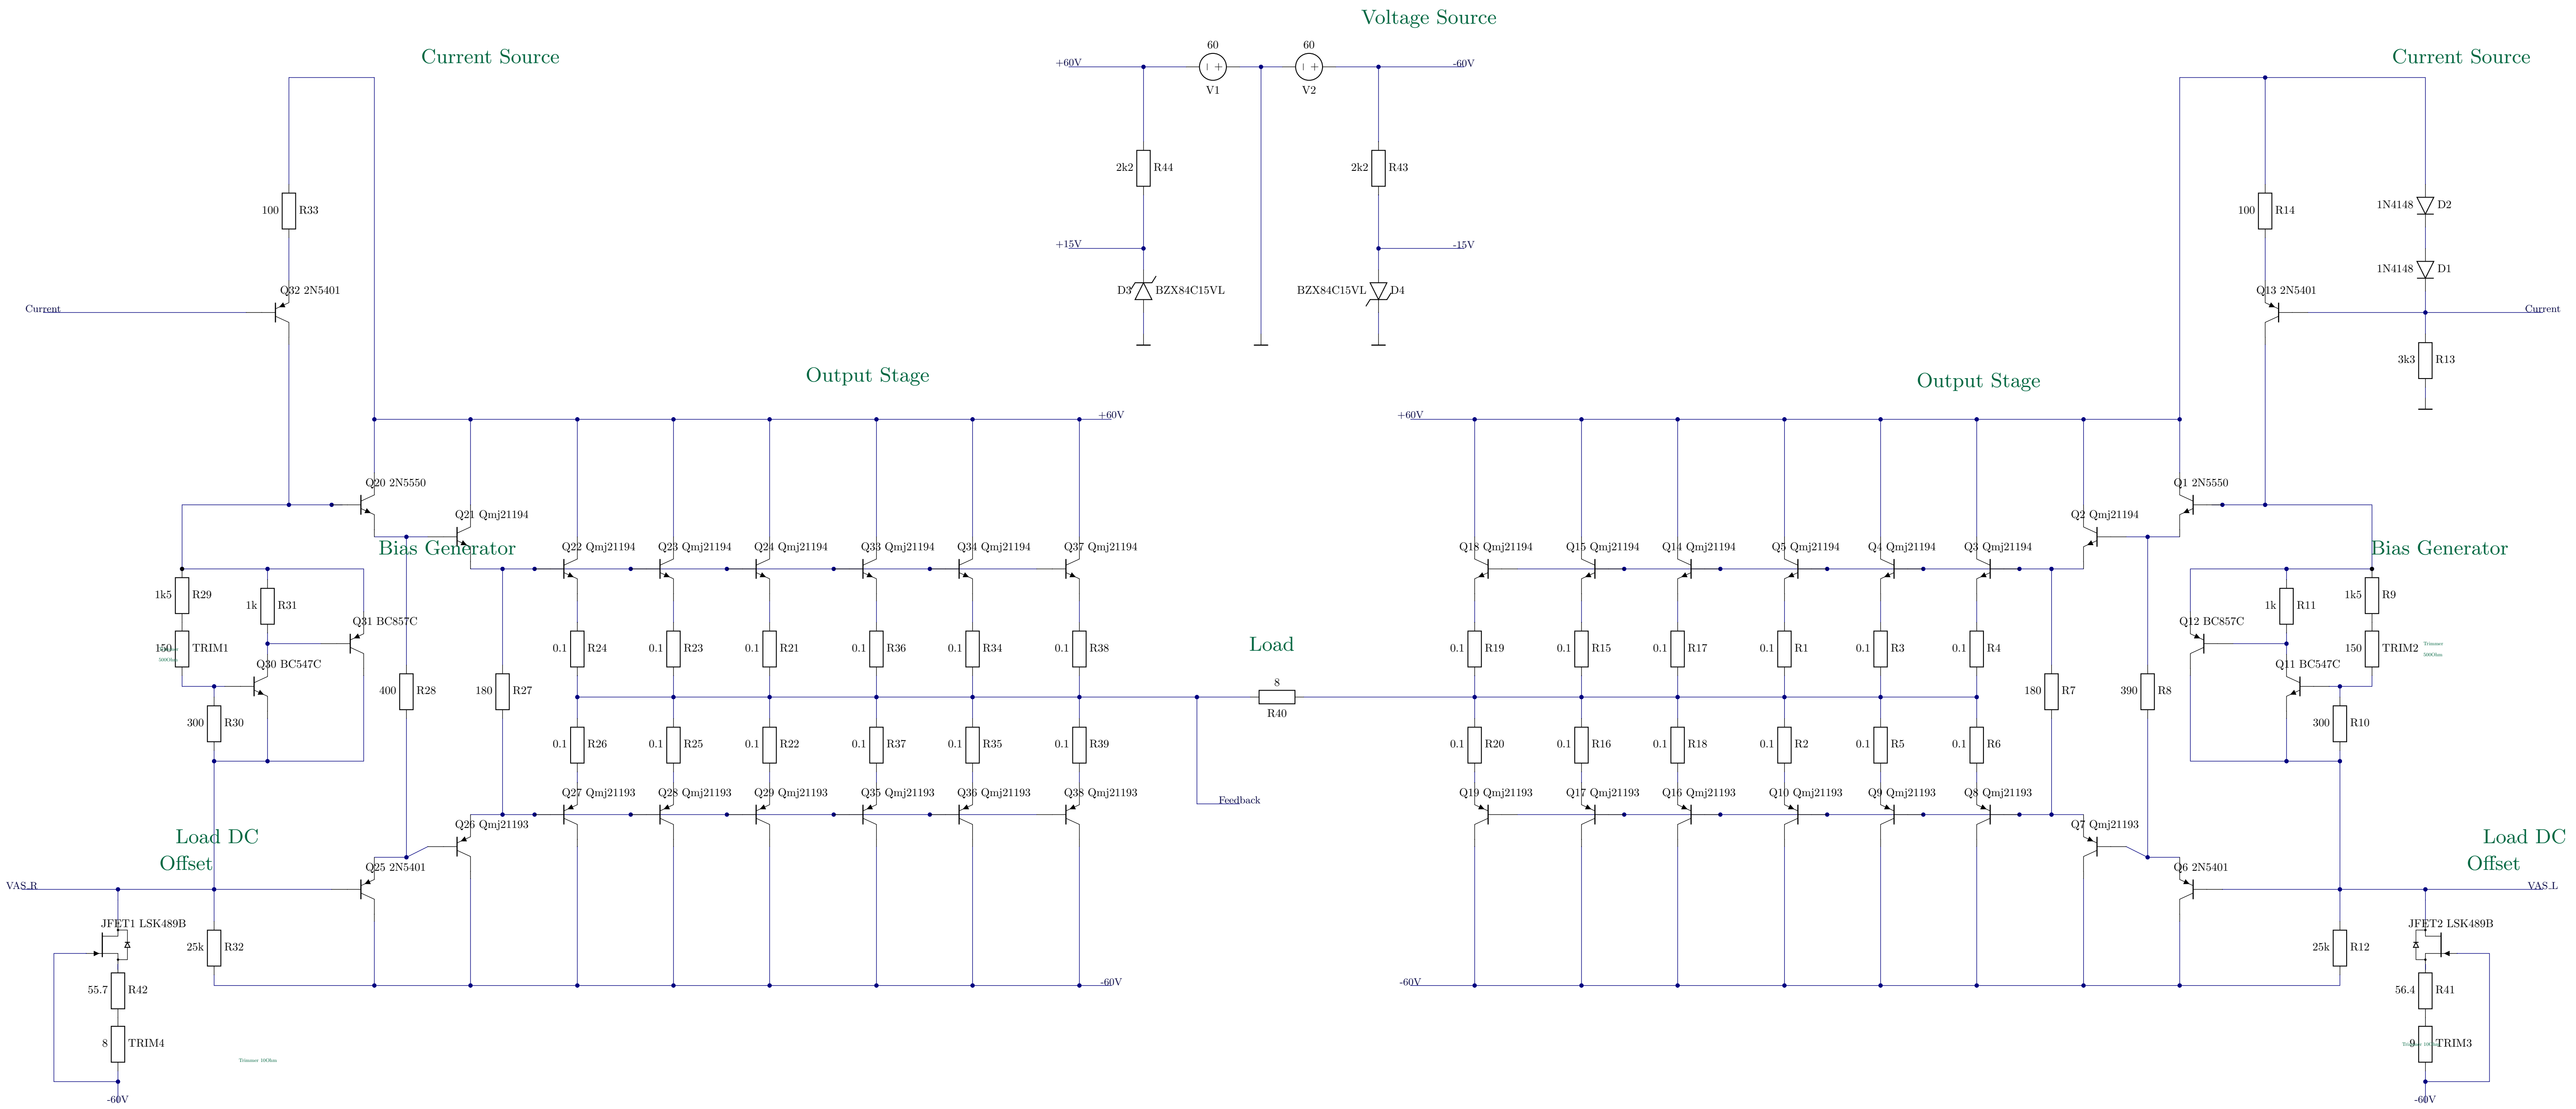 Voltage Source
Current Source
Current Source
60
60
+60V
-60V
V1
V2
2k2
R44
2k2
R43
1N4148
D2
100
R33
100
R14
+15V
-15V
1N4148
D1
Q32 2N5401
D3
BZX84C15VL
BZX84C15VL
D4
Q13 2N5401
Current
Current
3k3
R13
Output Stage
Output Stage
+60V
+60V
Q20 2N5550
Q1 2N5550
Q21 Qmj21194
Q2 Qmj21194
Bias Generator
Q22 Qmj21194
Q23 Qmj21194
Q24 Qmj21194
Q33 Qmj21194
Q34 Qmj21194
Q37 Qmj21194
Q18 Qmj21194
Q15 Qmj21194
Q14 Qmj21194
Q5 Qmj21194
Q4 Qmj21194
Q3 Qmj21194
Bias Generator
1k5
R29
1k
R31
1k5
R9
1k
R11
Q31 BC857C
Q12 BC857C
150
TRIM1
500Ohm
0.1
R24
0.1
R23
0.1
R21
0.1
R36
0.1
R34
0.1
R38
Load
0.1
R19
0.1
R15
0.1
R17
0.1
R1
0.1
R3
0.1
R4
150
TRIM2
Trimmer
500Ohm
Q30 BC547C
Q11 BC547C
400
R28
180
R27
8
R40
180
R7
390
R8
300
R30
300
R10
0.1
R26
0.1
R25
0.1
R22
0.1
R37
0.1
R35
0.1
R39
0.1
R20
0.1
R16
0.1
R18
0.1
R2
0.1
R5
0.1
R6
Q27 Qmj21193
Q28 Qmj21193
Q29 Qmj21193
Q35 Qmj21193
Q36 Qmj21193
Q38 Qmj21193
Feedback
Q19 Qmj21193
Q17 Qmj21193
Q16 Qmj21193
Q10 Qmj21193
Q9 Qmj21193
Q8 Qmj21193
Q26 Qmj21193
Q7 Qmj21193
Load DC
Offset
Load DC
Offset
Q25 2N5401
Q6 2N5401
VAS_R
VAS_L
JFET1 LSK489B
JFET2 LSK489B
25k
R32
25k
R12
-60V
-60V
55.7
R42
56.4
R41
8
TRIM4
9
TRIM3
Trimmer 10Ohm
Trimmer 10Ohm
-60V
-60V